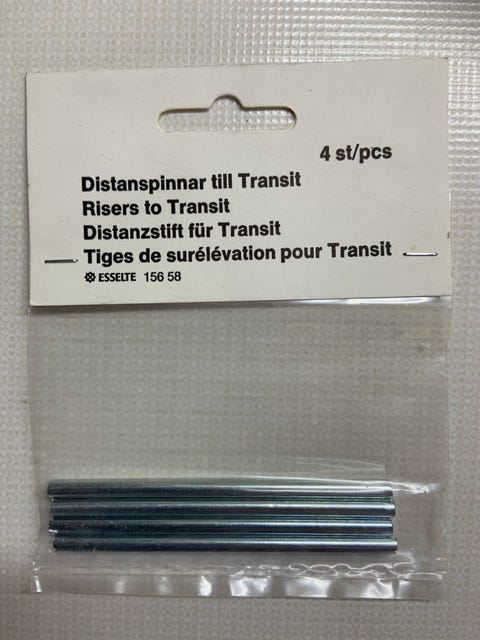 4 st/pcs
Distanspinnar till Transit
Risers to Transit
Distanzstift für Transit
Tiges de surélévation pour Transit
ESSELTE 156 58